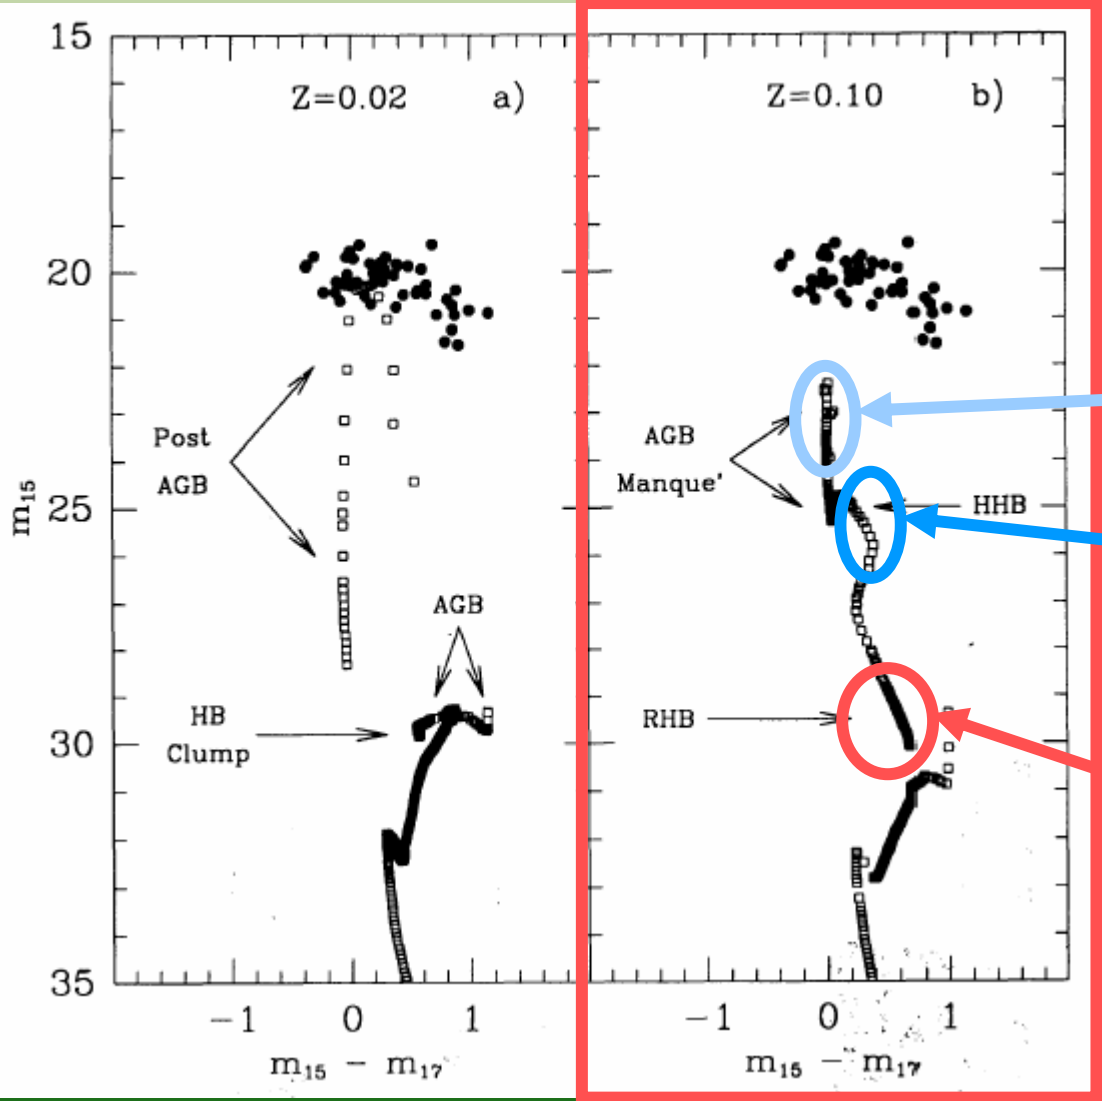 15
20
25
30
35
m₁₅
Z=0.02 a)
Post
AGB
AGB
HB
Clump
−1 0 1
m₁₅ − m₁₇
Z=0.10 b)
AGB
Manque'
HHB
RHB
−1 0 1
m₁₅ − m₁₇